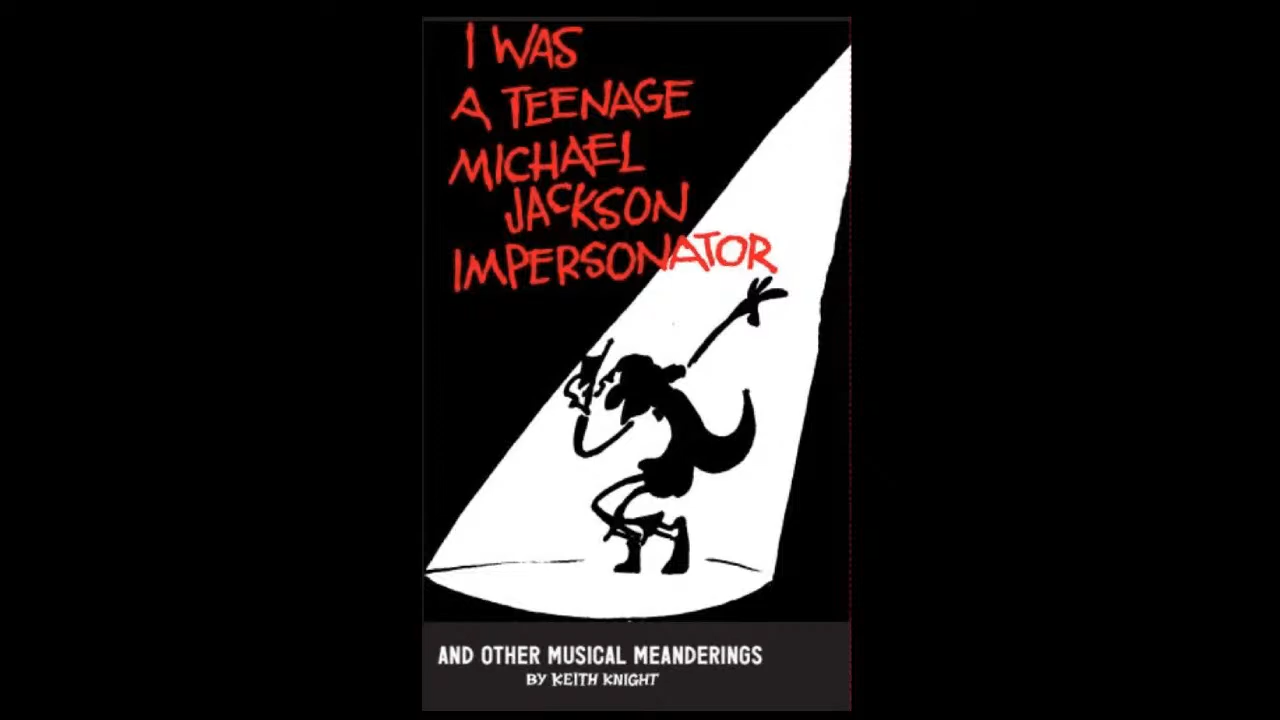 I WAS
A TEENAGE
MICHAEL
JACKSON
IMPERSONATOR
AND OTHER MUSICAL MEANDERINGS
BY KEITH KNIGHT